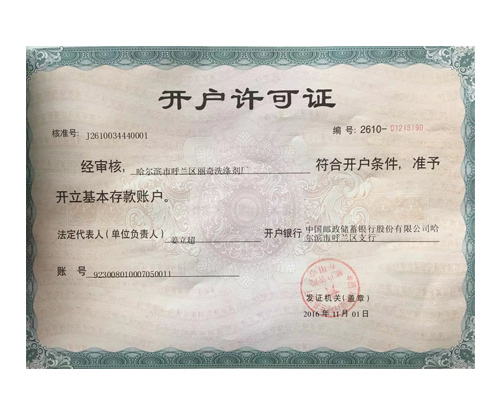 开户许可证
核准号: J2610034440001 编号: 2610-01215190
经审核, 哈尔滨市呼兰区丽奇洗涤剂厂 符合开户条件, 准予
开立基本存款账户。
法定代表人(单位负责人) 姜立超 开户银行 中国邮政储蓄银行股份有限公司哈
尔滨市呼兰区支行
账号 923008010007050011
发证机关(盖章)
2016年11月01日